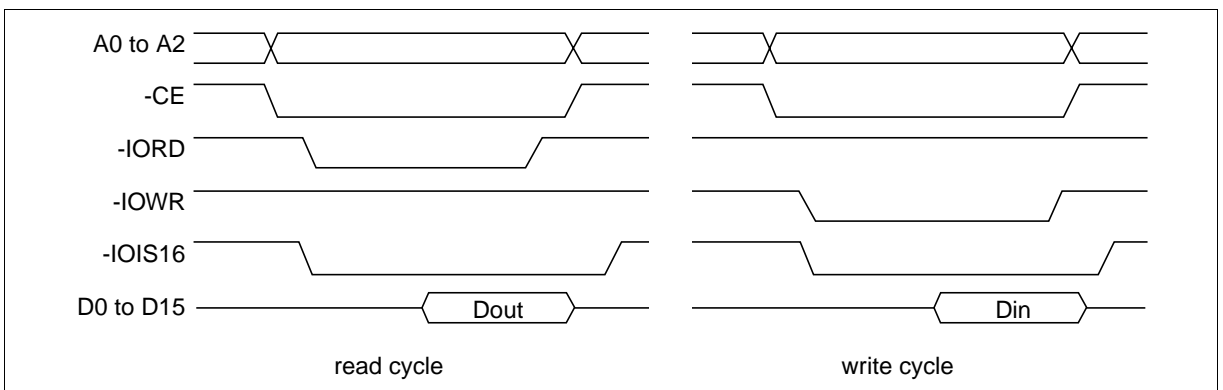 A0 to A2
-CE
-IORD
-IOWR
-IOIS16
D0 to D15
Dout
Din
read cycle
write cycle